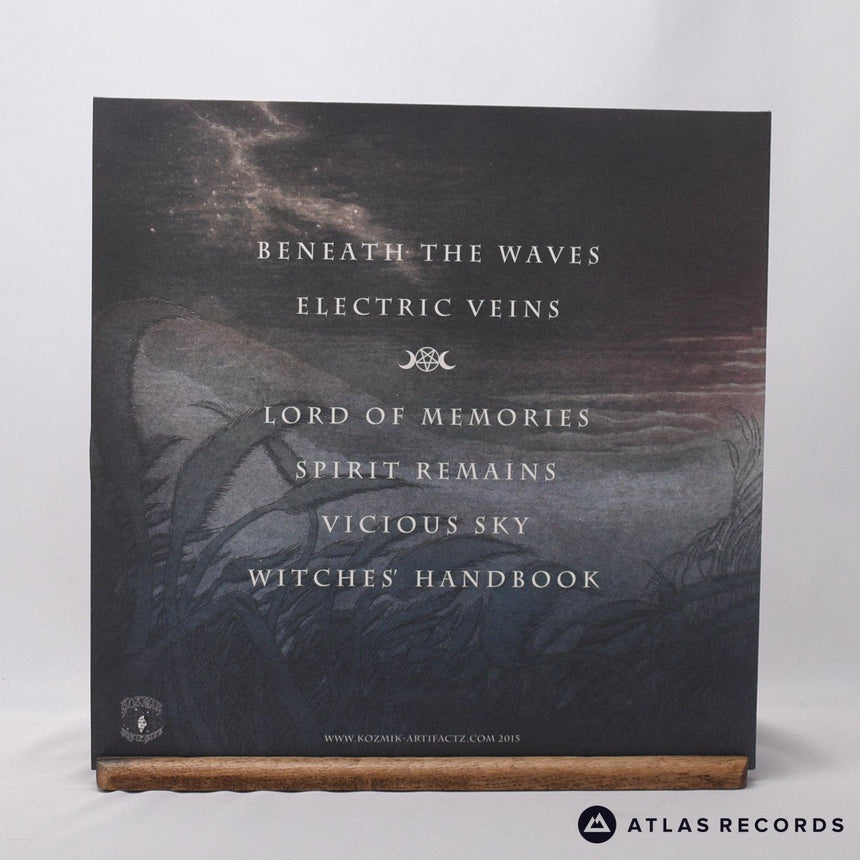 BENEATH THE WAVES
ELECTRIC VEINS
LORD OF MEMORIES
SPIRIT REMAINS
VICIOUS SKY
WITCHES' HANDBOOK
WWW.KOZMIK-ARTIFACTZ.COM 2015
ATLAS RECORDS